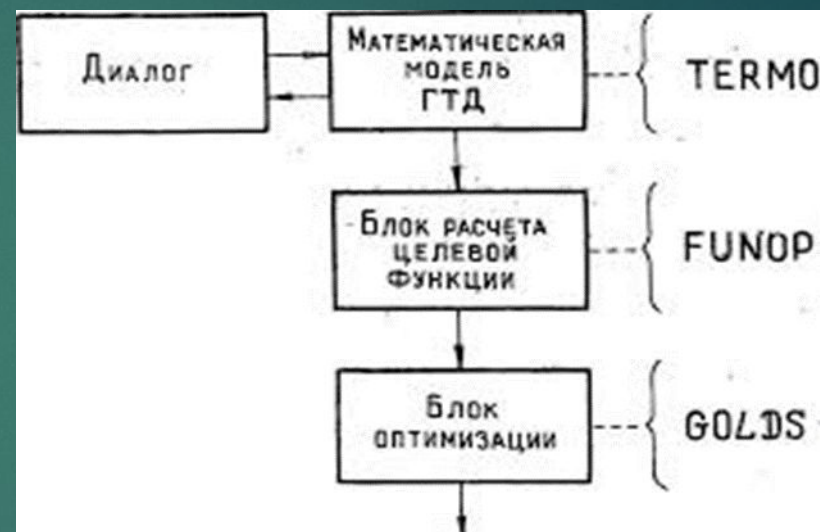 Диалог
Математическая
модель
ГТД
TERMO
Блок расчета
целевой
функции
FUNOP
Блок
оптимизации
GOLDS